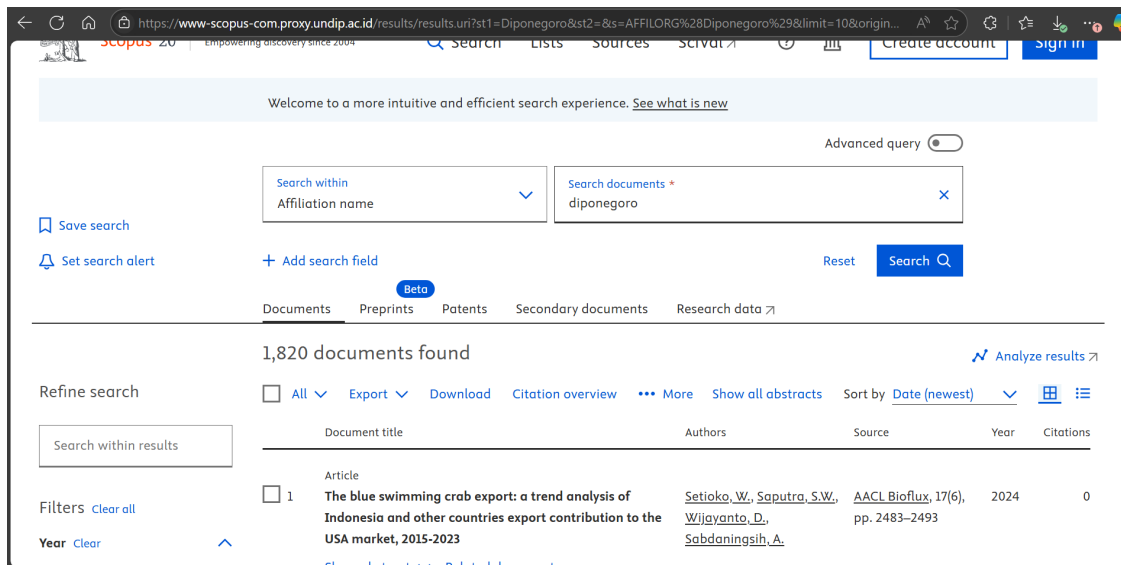 https://www-scopus-com.proxy.undip.ac.id/results/results.uri?st1=Diponegoro&st2=&s=AFFILORG%28Diponegoro%29&limit=10&origin...
Scopus 20 Empowering discovery since 2004 Search Lists Sources SciVal Create account Sign in
Welcome to a more intuitive and efficient search experience. See what is new
Advanced query
Search within
Affiliation name
Search documents *
diponegoro
Save search
Set search alert
+ Add search field
Reset
Search
Beta
Documents Preprints Patents Secondary documents Research data
1,820 documents found
Analyze results
Refine search
All Export Download Citation overview ••• More Show all abstracts Sort by Date (newest)
Search within results
Document title Authors Source Year Citations
Article
1 The blue swimming crab export: a trend analysis of Setioko, W., Saputra, S.W., AACL Bioflux, 17(6), 2024 0
Indonesia and other countries export contribution to the Wijayanto, D., pp. 2483–2493
USA market, 2015-2023 Sabdaningsih, A.
Filters Clear all
Year Clear